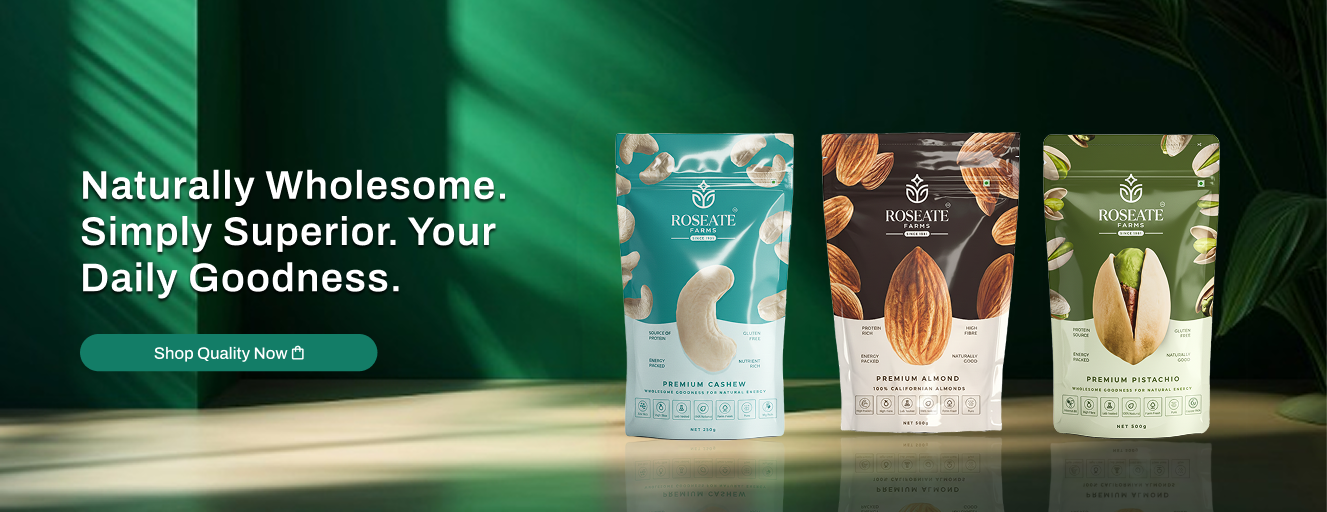 Naturally Wholesome.
Simply Superior. Your
Daily Goodness.
Shop Quality Now
ROSEATE
FARMS
SINCE 1981
SOURCE OF
PROTEIN
GLUTEN
FREE
ENERGY
PACKED
NUTRIENT
RICH
PREMIUM CASHEW
WHOLESOME GOODNESS FOR NATURAL ENERGY
NET 250g
ROSEATE
FARMS
SINCE 1981
PROTEIN
RICH
HIGH
FIBRE
ENERGY
PACKED
NATURALLY
GOOD
PREMIUM ALMOND
100% CALIFORNIAN ALMONDS
NET 500g
ROSEATE
FARMS
SINCE 1981
PROTEIN
SOURCE
GLUTEN
FREE
ENERGY
PACKED
NATURALLY
GOOD
PREMIUM PISTACHIO
WHOLESOME GOODNESS FOR NATURAL ENERGY
NET 500g